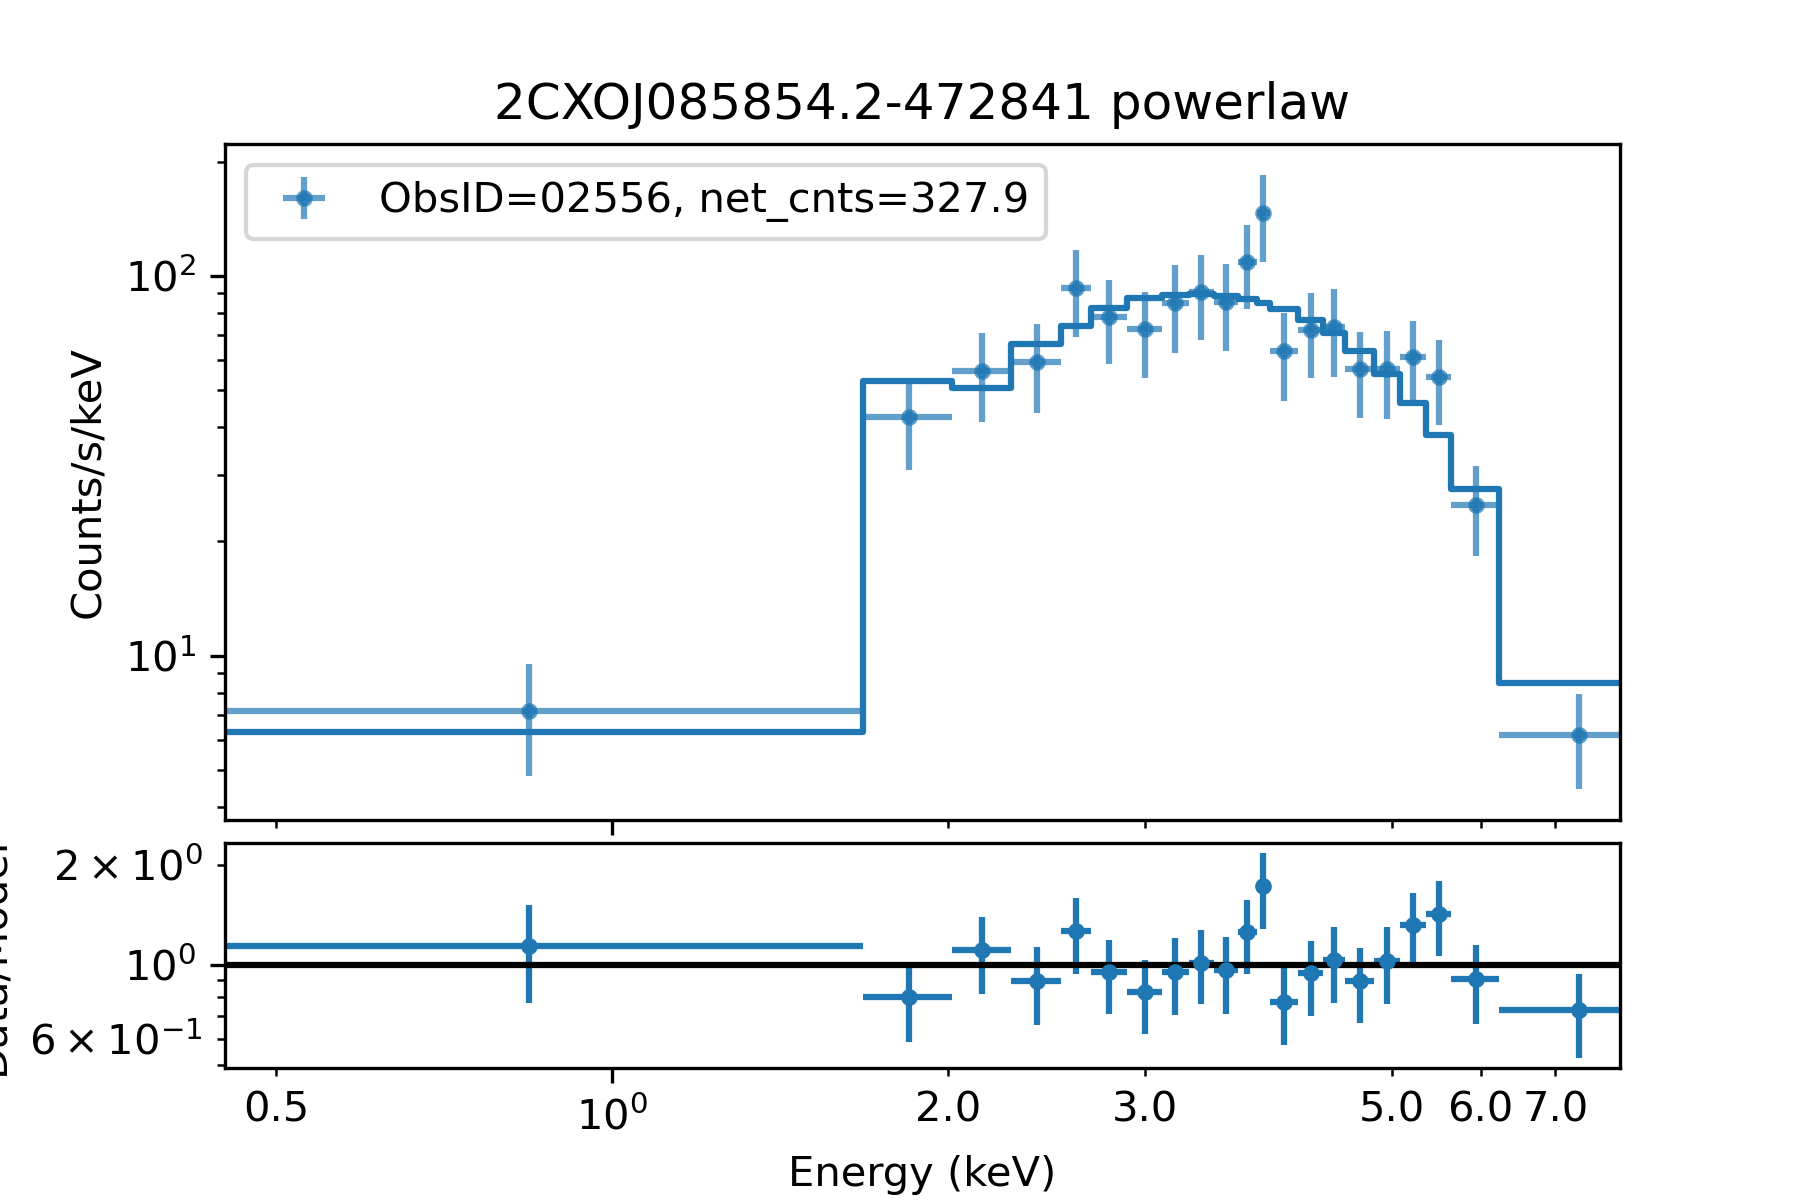 2CXOJ085854.2-472841 powerlaw
ObsID=02556, net_cnts=327.9
Counts/s/keV
10²
10¹
2 × 10⁰
10⁰
6 × 10⁻¹
0.5 10⁰ 2.0 3.0 5.0 6.0 7.0
Energy (keV)